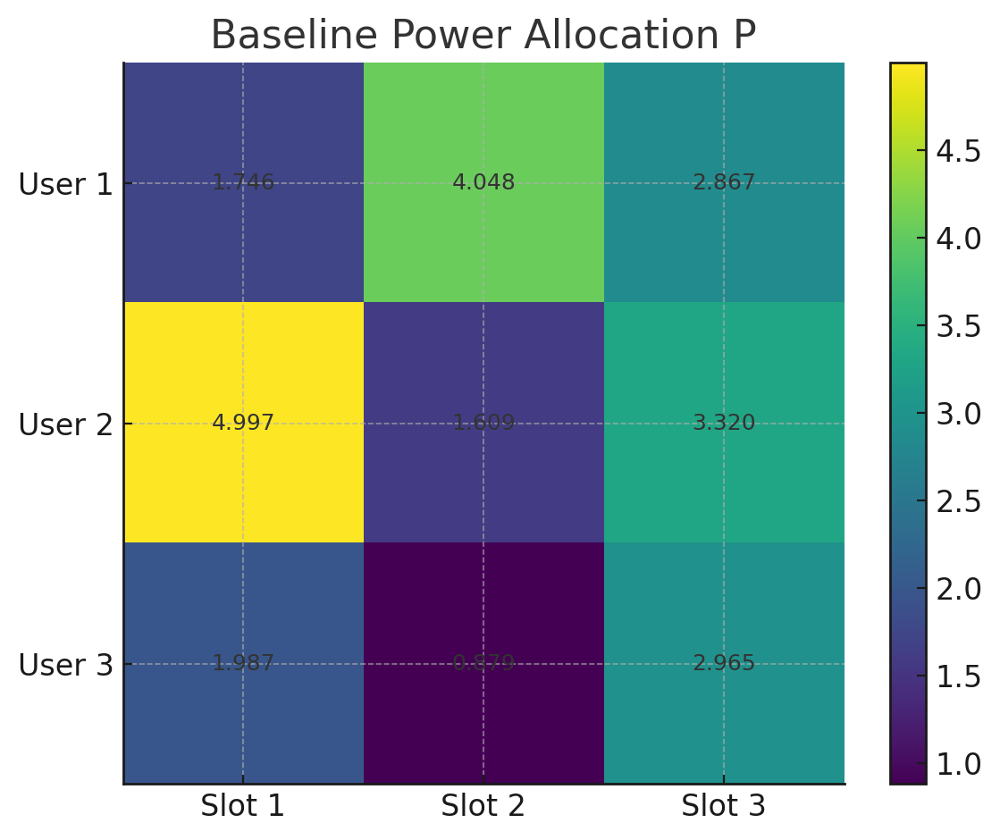 Baseline Power Allocation P
User 1
1.746 4.048 2.867
User 2
4.997 1.609 3.320
User 3
1.987 0.879 2.965
Slot 1 Slot 2 Slot 3
4.5
4.0
3.5
3.0
2.5
2.0
1.5
1.0